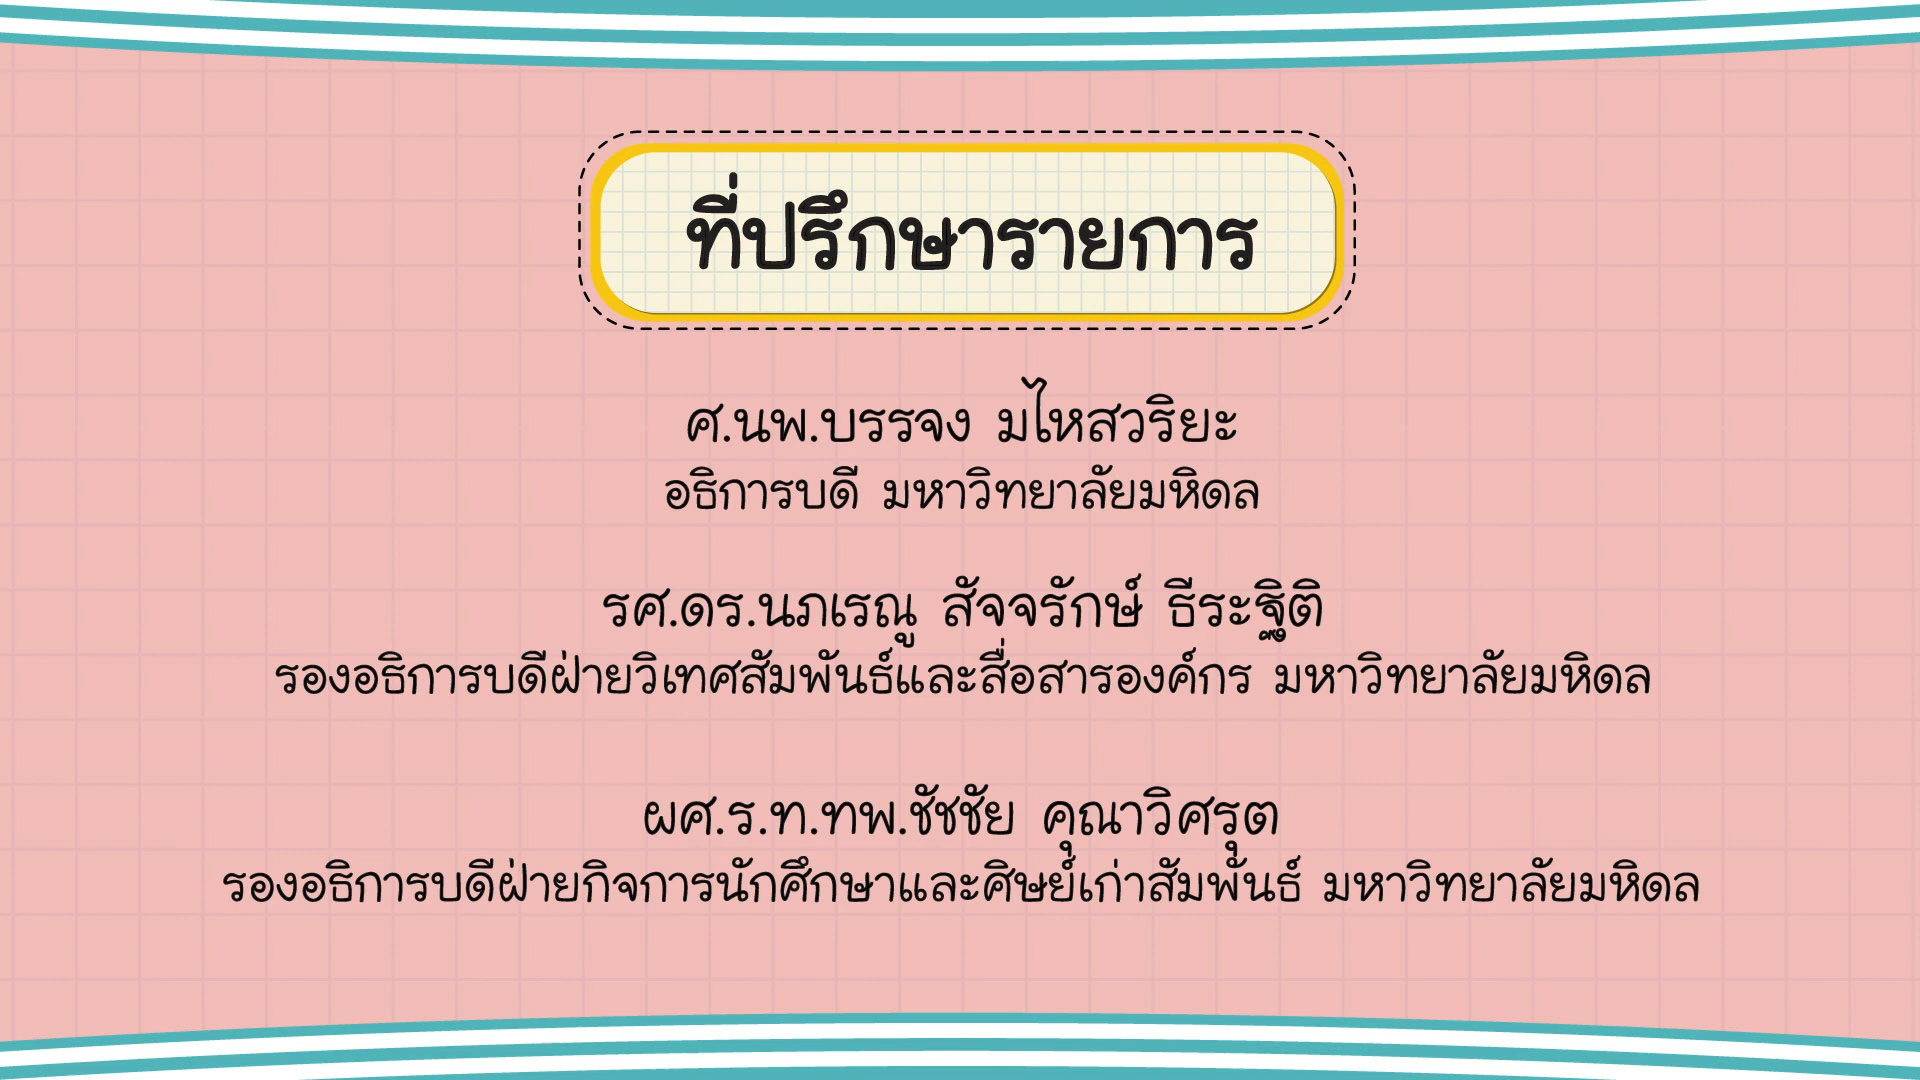 ที่ปรึกษารายการ
ศ.นพ.บรรจง มไหสวริยะ
อธิการบดี มหาวิทยาลัยมหิดล
รศ.ดร.นภเรณู สัจจรักษ์ ธีระฐิติ
รองอธิการบดีฝ่ายวิเทศสัมพันธ์และสื่อสารองค์กร มหาวิทยาลัยมหิดล
ผศ.ร.ท.ทพ.ชัชชัย คุณาวิศรุต
รองอธิการบดีฝ่ายกิจการนักศึกษาและศิษย์เก่าสัมพันธ์ มหาวิทยาลัยมหิดล